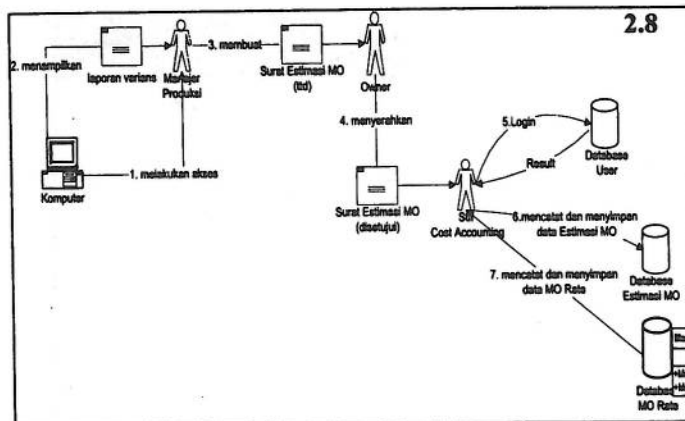 2.8
2. menampilkan
laporan varians
Manajer
Produksi
3. membuat
Surat Estimasi MO
(ttd)
Owner
4. menyerahkan
1. melakukan akses
Komputer
5.Login
Result
Database
User
Surat Estimasi MO
(disetujui)
Staf
Cost Accounting
6.mencatat dan menyimpan
data Estimasi MO
Database
Estimasi MO
7. mencatat dan menyimpan
data MO Rate
Database
MO Rate